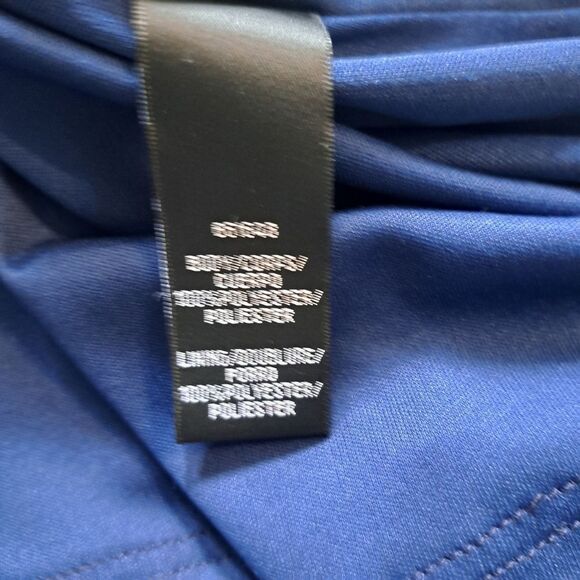 BODY/CORPS/
CUERPO
100%POLYESTER/
POLIESTER
LINING/DOUBLURE/
FORRO
100%POLYESTER/
POLIESTER